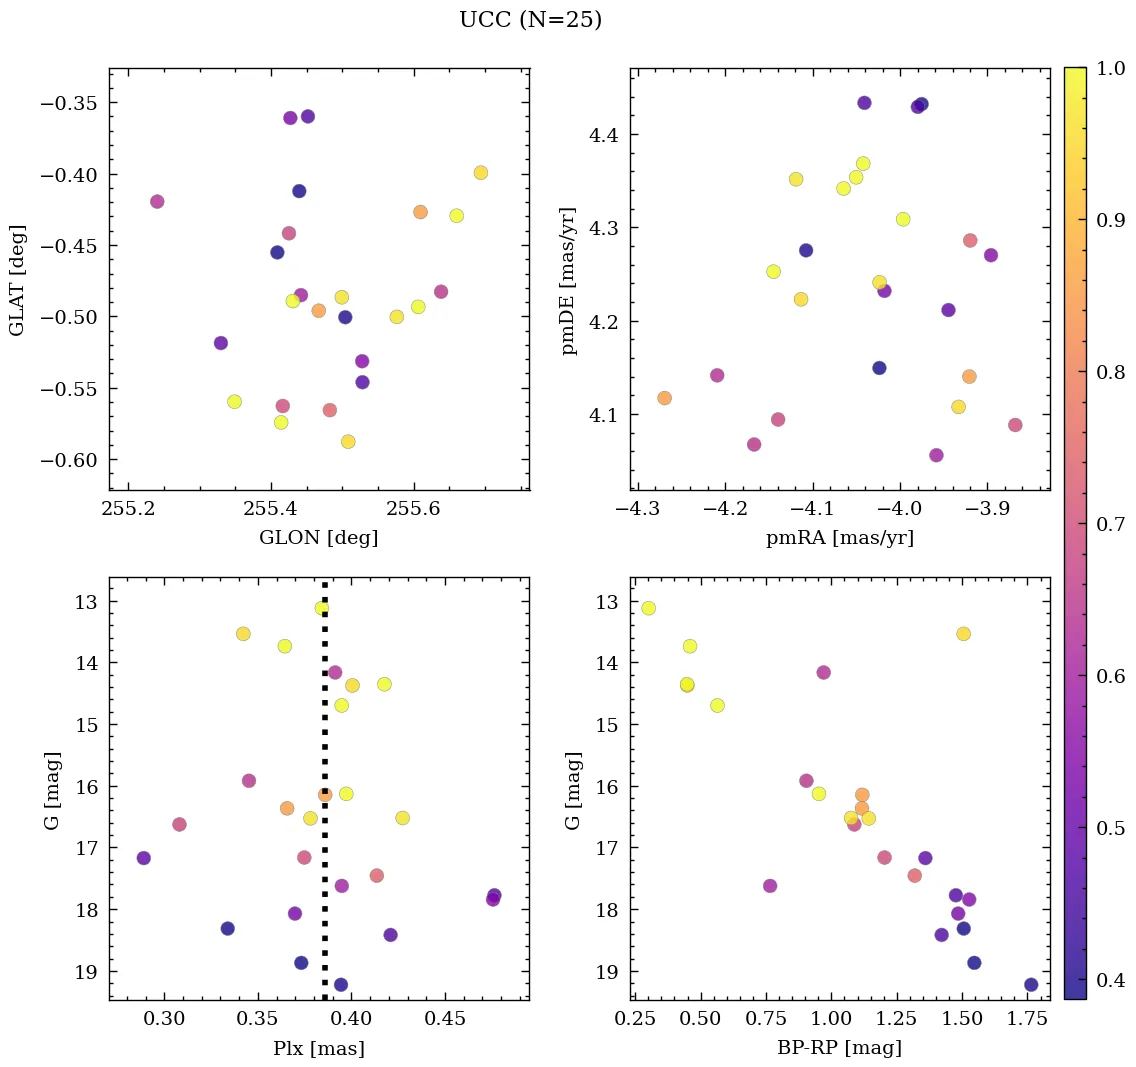 UCC (N=25)
−0.35
−0.40
−0.45
−0.50
−0.55
−0.60
GLAT [deg]
255.2 255.4 255.6
GLON [deg]
4.4
4.3
4.2
4.1
pmDE [mas/yr]
−4.3 −4.2 −4.1 −4.0 −3.9
pmRA [mas/yr]
13
14
15
16
17
18
19
G [mag]
0.30 0.35 0.40 0.45
Plx [mas]
13
14
15
16
17
18
19
G [mag]
0.25 0.50 0.75 1.00 1.25 1.50 1.75
BP-RP [mag]
1.0
0.9
0.8
0.7
0.6
0.5
0.4